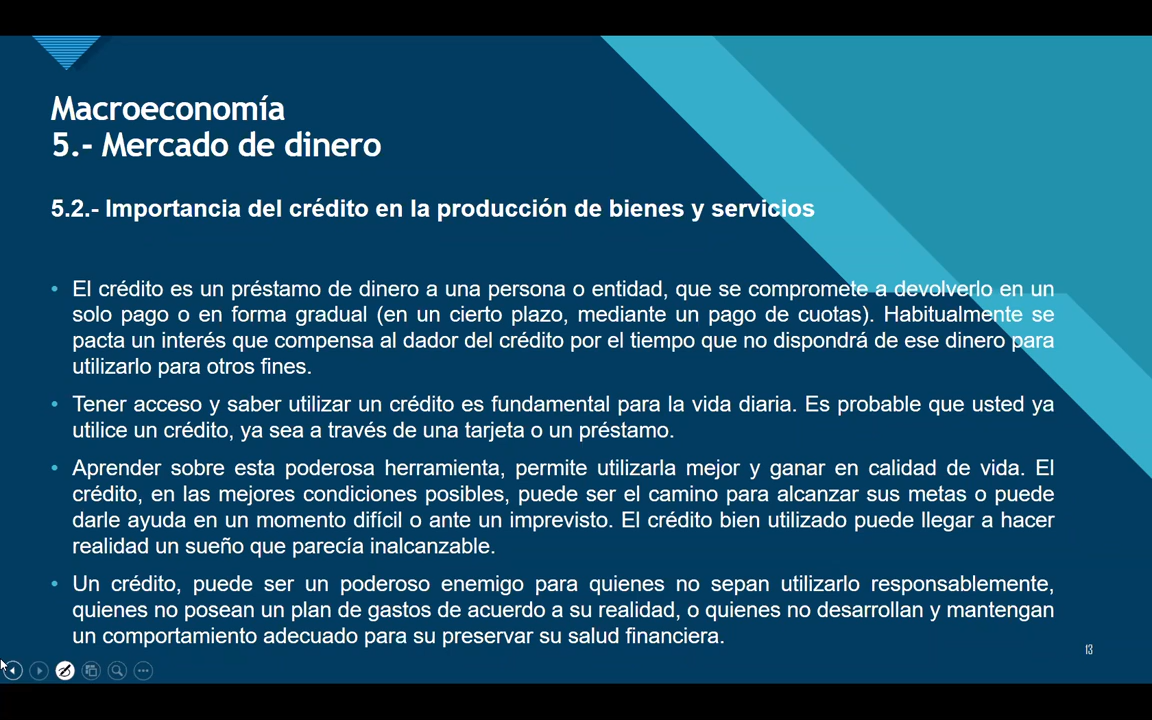 Macroeconomía
5.- Mercado de dinero
5.2.- Importancia del crédito en la producción de bienes y servicios
• El crédito es un préstamo de dinero a una persona o entidad, que se compromete a devolverlo en un
solo pago o en forma gradual (en un cierto plazo, mediante un pago de cuotas). Habitualmente se
pacta un interés que compensa al dador del crédito por el tiempo que no dispondrá de ese dinero para
utilizarlo para otros fines.
• Tener acceso y saber utilizar un crédito es fundamental para la vida diaria. Es probable que usted ya
utilice un crédito, ya sea a través de una tarjeta o un préstamo.
• Aprender sobre esta poderosa herramienta, permite utilizarla mejor y ganar en calidad de vida. El
crédito, en las mejores condiciones posibles, puede ser el camino para alcanzar sus metas o puede
darle ayuda en un momento difícil o ante un imprevisto. El crédito bien utilizado puede llegar a hacer
realidad un sueño que parecía inalcanzable.
• Un crédito, puede ser un poderoso enemigo para quienes no sepan utilizarlo responsablemente,
quienes no posean un plan de gastos de acuerdo a su realidad, o quienes no desarrollan y mantengan
un comportamiento adecuado para su preservar su salud financiera.
13